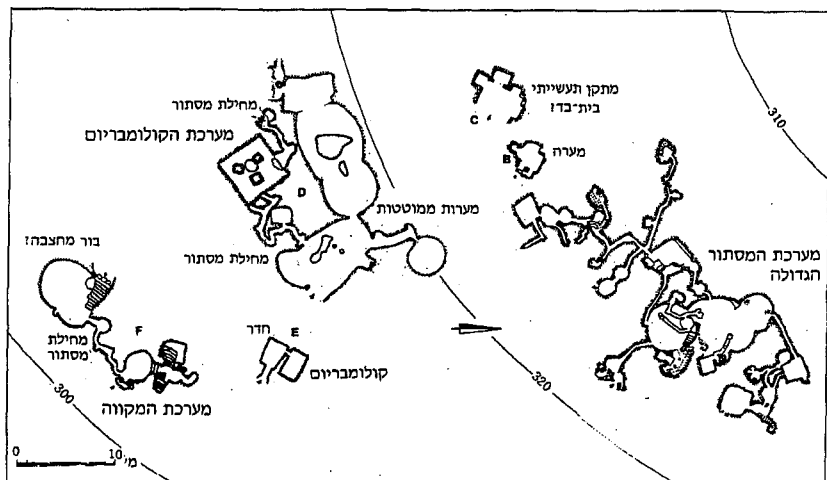 310
מתקן תעשייתי
בית־בד?
C
מחילת מסתור
מערכת הקולומבריום
B
מערה
D
מערות ממוטטות
מערכת המסתור
הגדולה
בור מחצבה?
מחילת מסתור
F
מחילת
מסתור
חדר
E
קולומבריום
320
300
מערכת המקווה
0
10
מ'